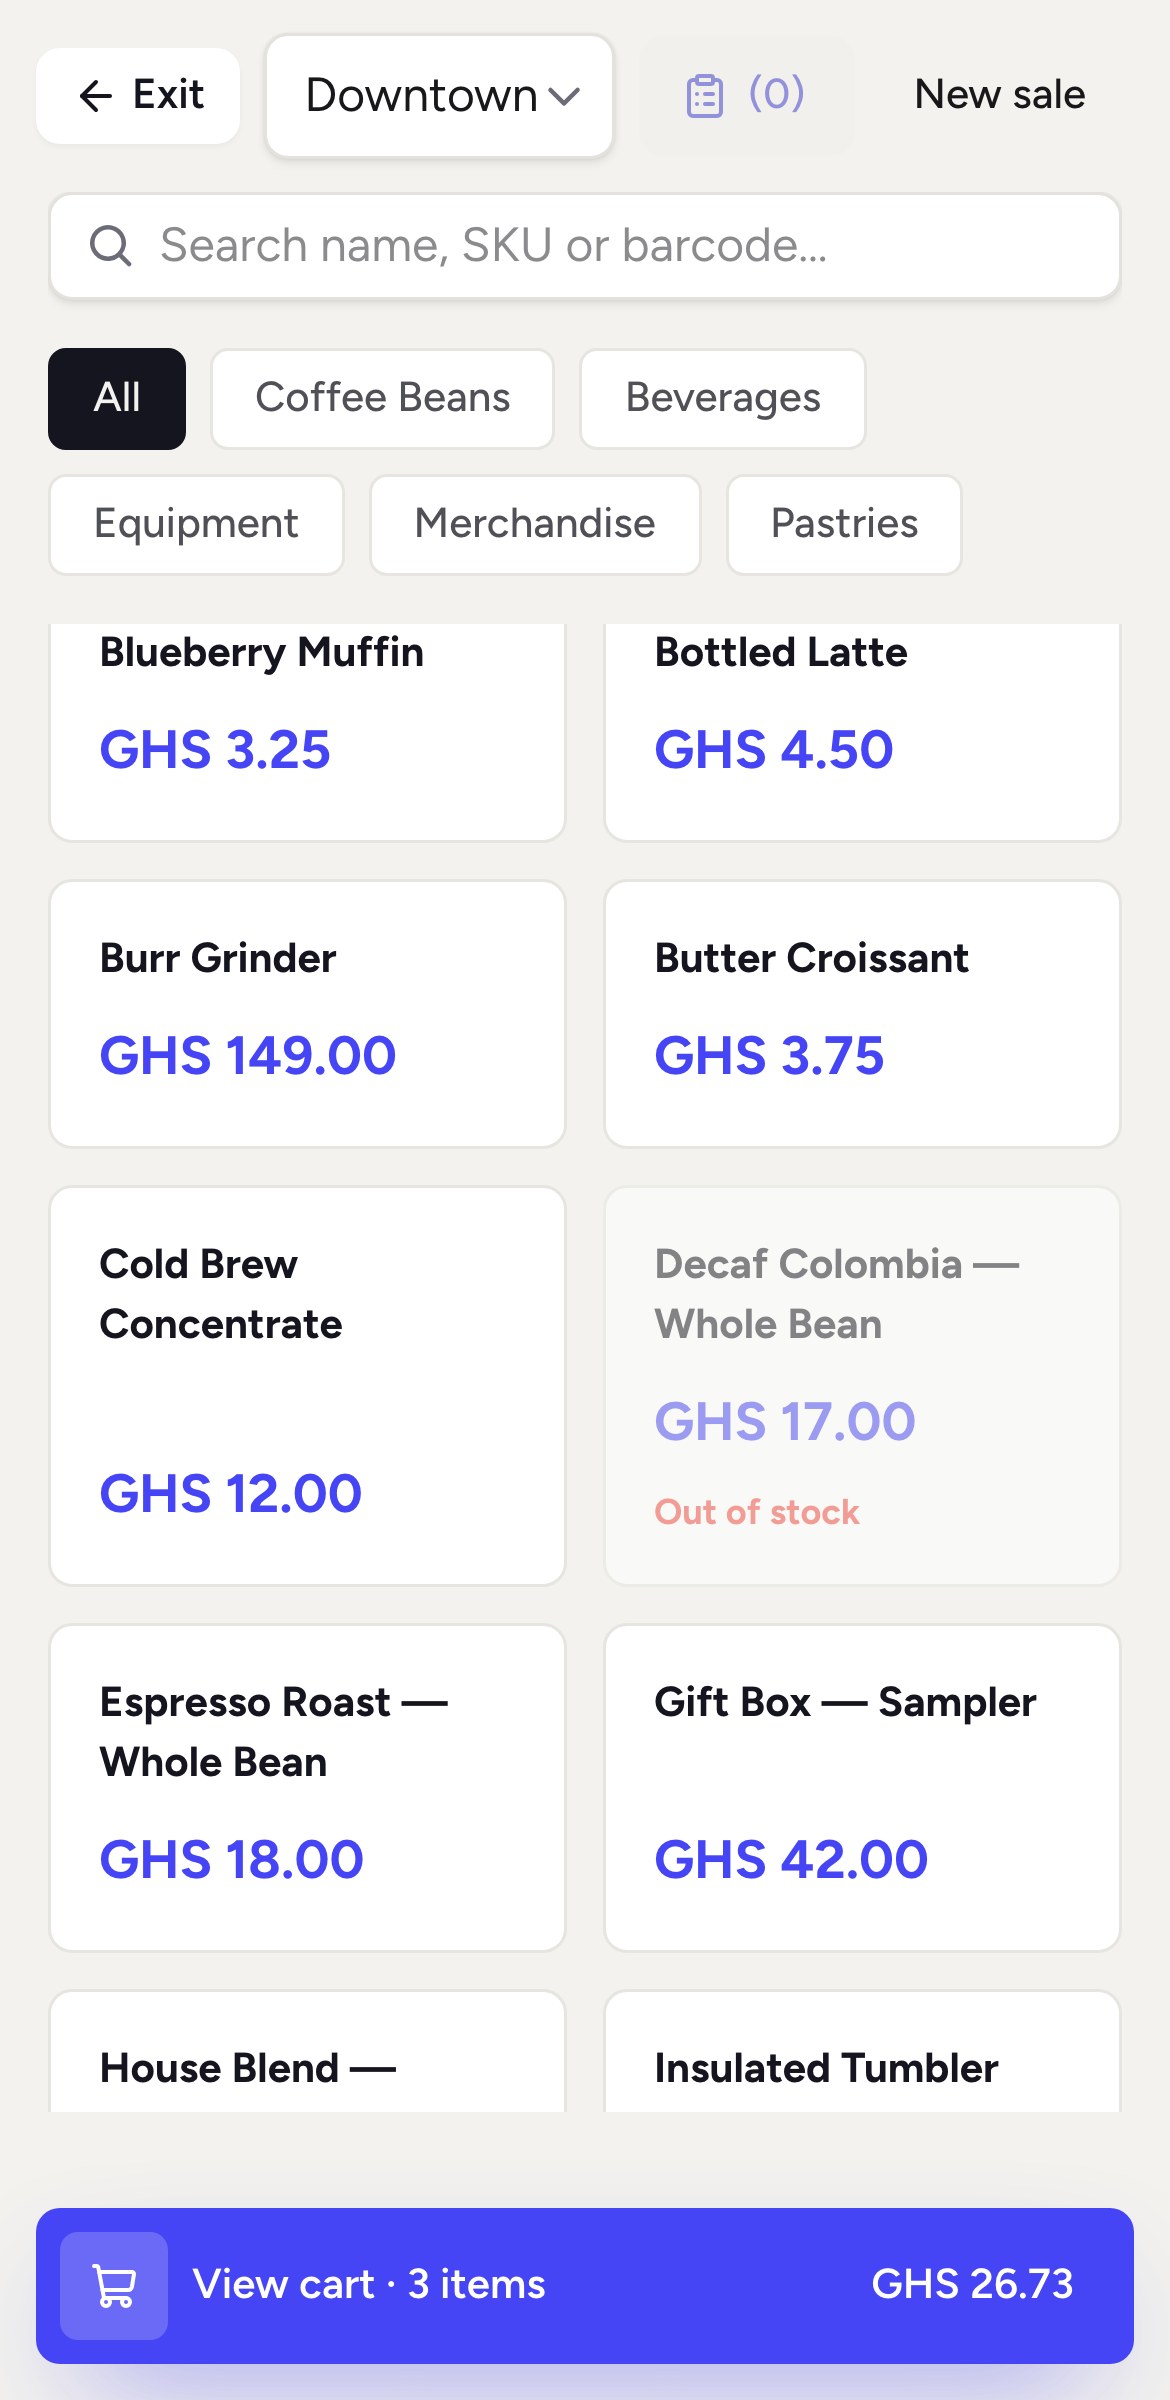 Exit
Downtown
(0)
New sale
Search name, SKU or barcode...
All
Coffee Beans
Beverages
Equipment
Merchandise
Pastries
Blueberry Muffin
GHS 3.25
Bottled Latte
GHS 4.50
Burr Grinder
GHS 149.00
Butter Croissant
GHS 3.75
Cold Brew
Concentrate
GHS 12.00
Decaf Colombia —
Whole Bean
GHS 17.00
Out of stock
Espresso Roast —
Whole Bean
GHS 18.00
Gift Box — Sampler
GHS 42.00
House Blend —
Insulated Tumbler
View cart · 3 items
GHS 26.73